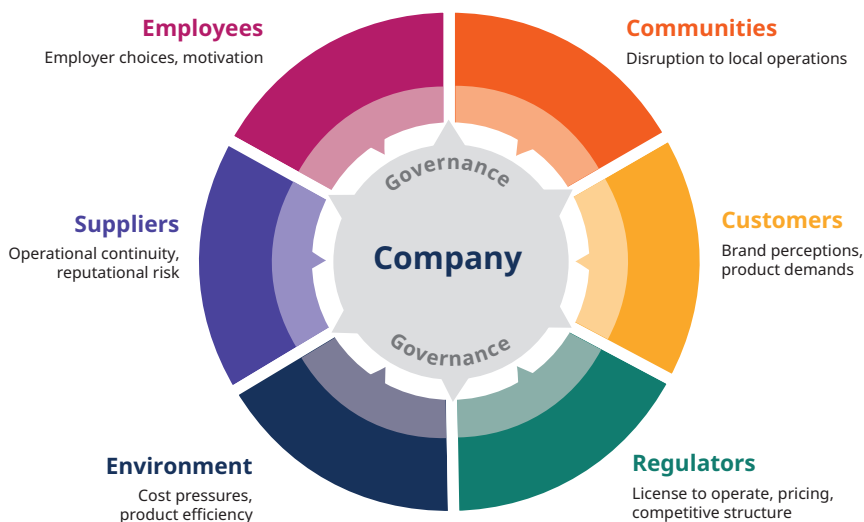 Employees
Employer choices, motivation
Communities
Disruption to local operations
Suppliers
Operational continuity,
reputational risk
Governance
Company
Governance
Customers
Brand perceptions,
product demands
Environment
Cost pressures,
product efficiency
Regulators
License to operate, pricing,
competitive structure